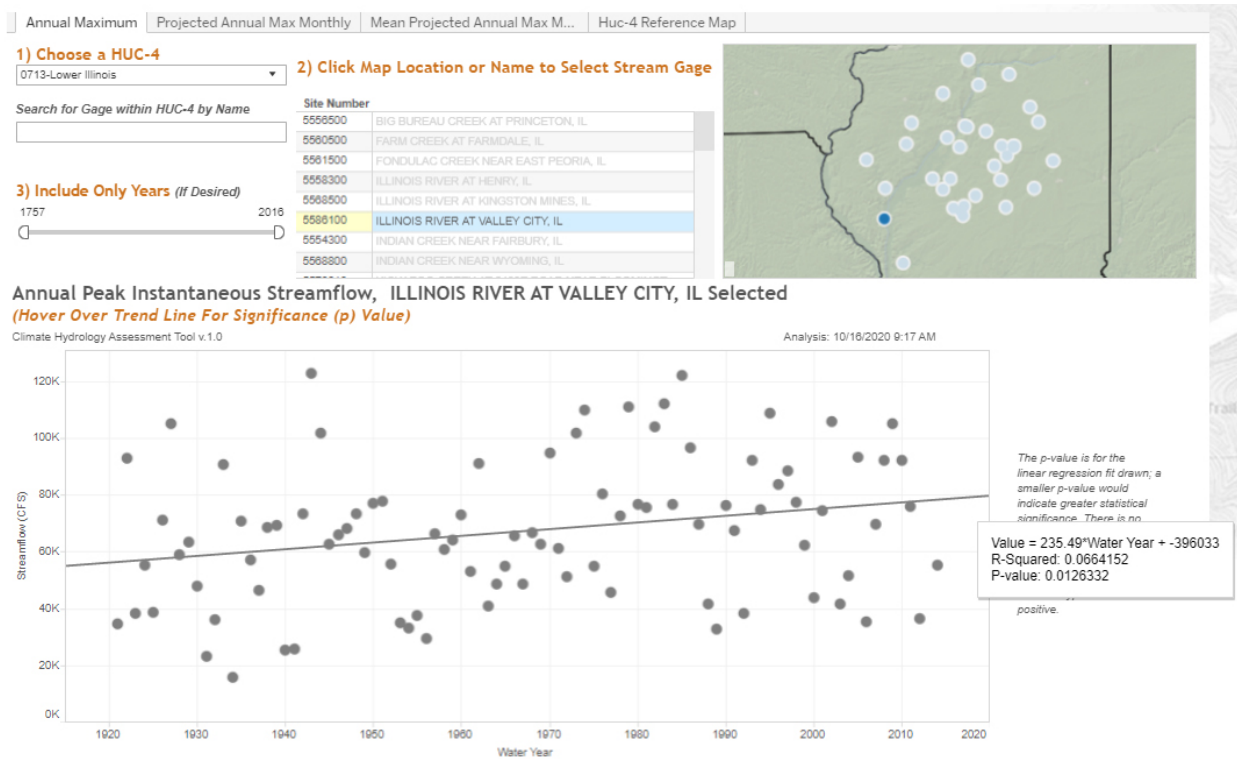 Annual Maximum
Projected Annual Max Monthly
Mean Projected Annual Max M...
Huc-4 Reference Map
1) Choose a HUC-4
0713-Lower Illinois
Search for Gage within HUC-4 by Name
3) Include Only Years (If Desired)
1757 2016
2) Click Map Location or Name to Select Stream Gage
Site Number
5556500 BIG BUREAU CREEK AT PRINCETON, IL
5560500 FARM CREEK AT FARMDALE, IL
5561500 FONDULAC CREEK NEAR EAST PEORIA, IL
5558300 ILLINOIS RIVER AT HENRY, IL
5568500 ILLINOIS RIVER AT KINGSTON MINES, IL
5586100 ILLINOIS RIVER AT VALLEY CITY, IL
5554300 INDIAN CREEK NEAR FAIRBURY, IL
5568800 INDIAN CREEK NEAR WYOMING, IL
Annual Peak Instantaneous Streamflow, ILLINOIS RIVER AT VALLEY CITY, IL Selected
(Hover Over Trend Line For Significance (p) Value)
Climate Hydrology Assessment Tool v.1.0
Analysis: 10/16/2020 9:17 AM
Streamflow (CFS)
120K
100K
80K
60K
40K
20K
0K
1920 1930 1940 1950 1960 1970 1980 1990 2000 2010 2020
Water Year
The p-value is for the
linear regression fit drawn; a
smaller p-value would
indicate greater statistical
significance. There is no
Value = 235.49*Water Year + -396033
R-Squared: 0.0664152
P-value: 0.0126332
positive.